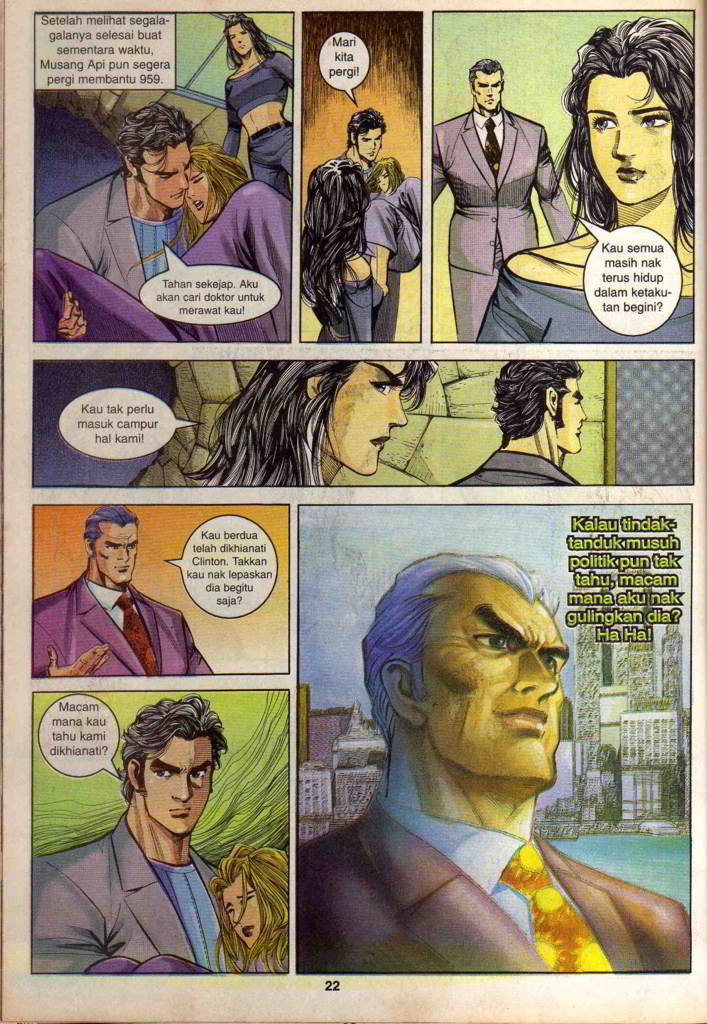 Setelah melihat segala-
galanya selesai buat
sementara waktu,
Musang Api pun segera
pergi membantu 959.
Tahan sekejap. Aku
akan cari doktor untuk
merawat kau!
Mari
kita
pergi!
Kau semua
masih nak
terus hidup
dalam ketaku-
tan begini?
Kau tak perlu
masuk campur
hal kami!
Kau berdua
telah dikhianati
Clinton. Takkan
kau nak lepaskan
dia begitu
saja?
Macam
mana kau
tahu kami
dikhianati?
Kalau tindak-
tanduk musuh
politik pun tak
tahu, macam
mana aku nak
gulingkan dia?
Ha Ha!
22